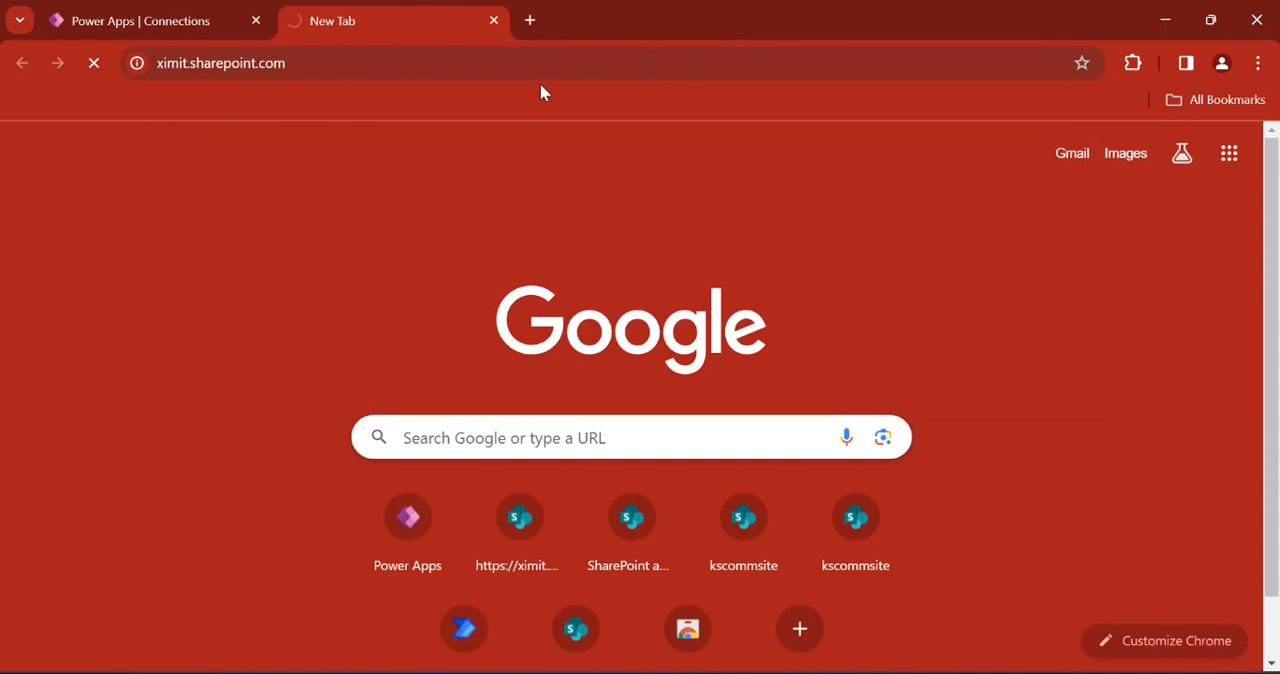 Power Apps | Connections
New Tab
ximit.sharepoint.com
All Bookmarks
Gmail Images
Google
Search Google or type a URL
Power Apps
https://ximit....
SharePoint a...
kscommsite
kscommsite
Customize Chrome